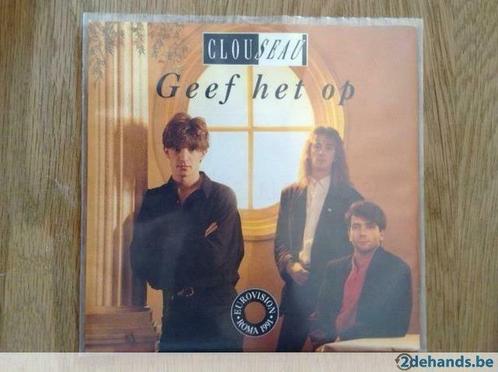 CLOUSEAU
Geef het op
EUROVISION
• ROMA 1991 •
2dehands.be